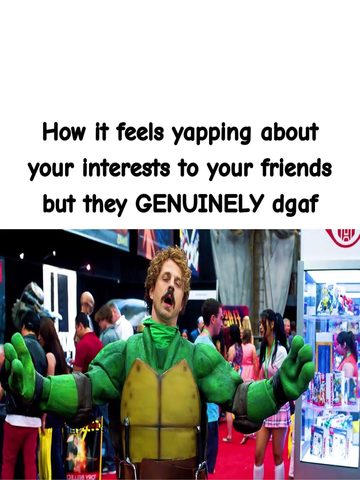 How it feels yapping about
your interests to your friends
but they GENUINELY dgaf